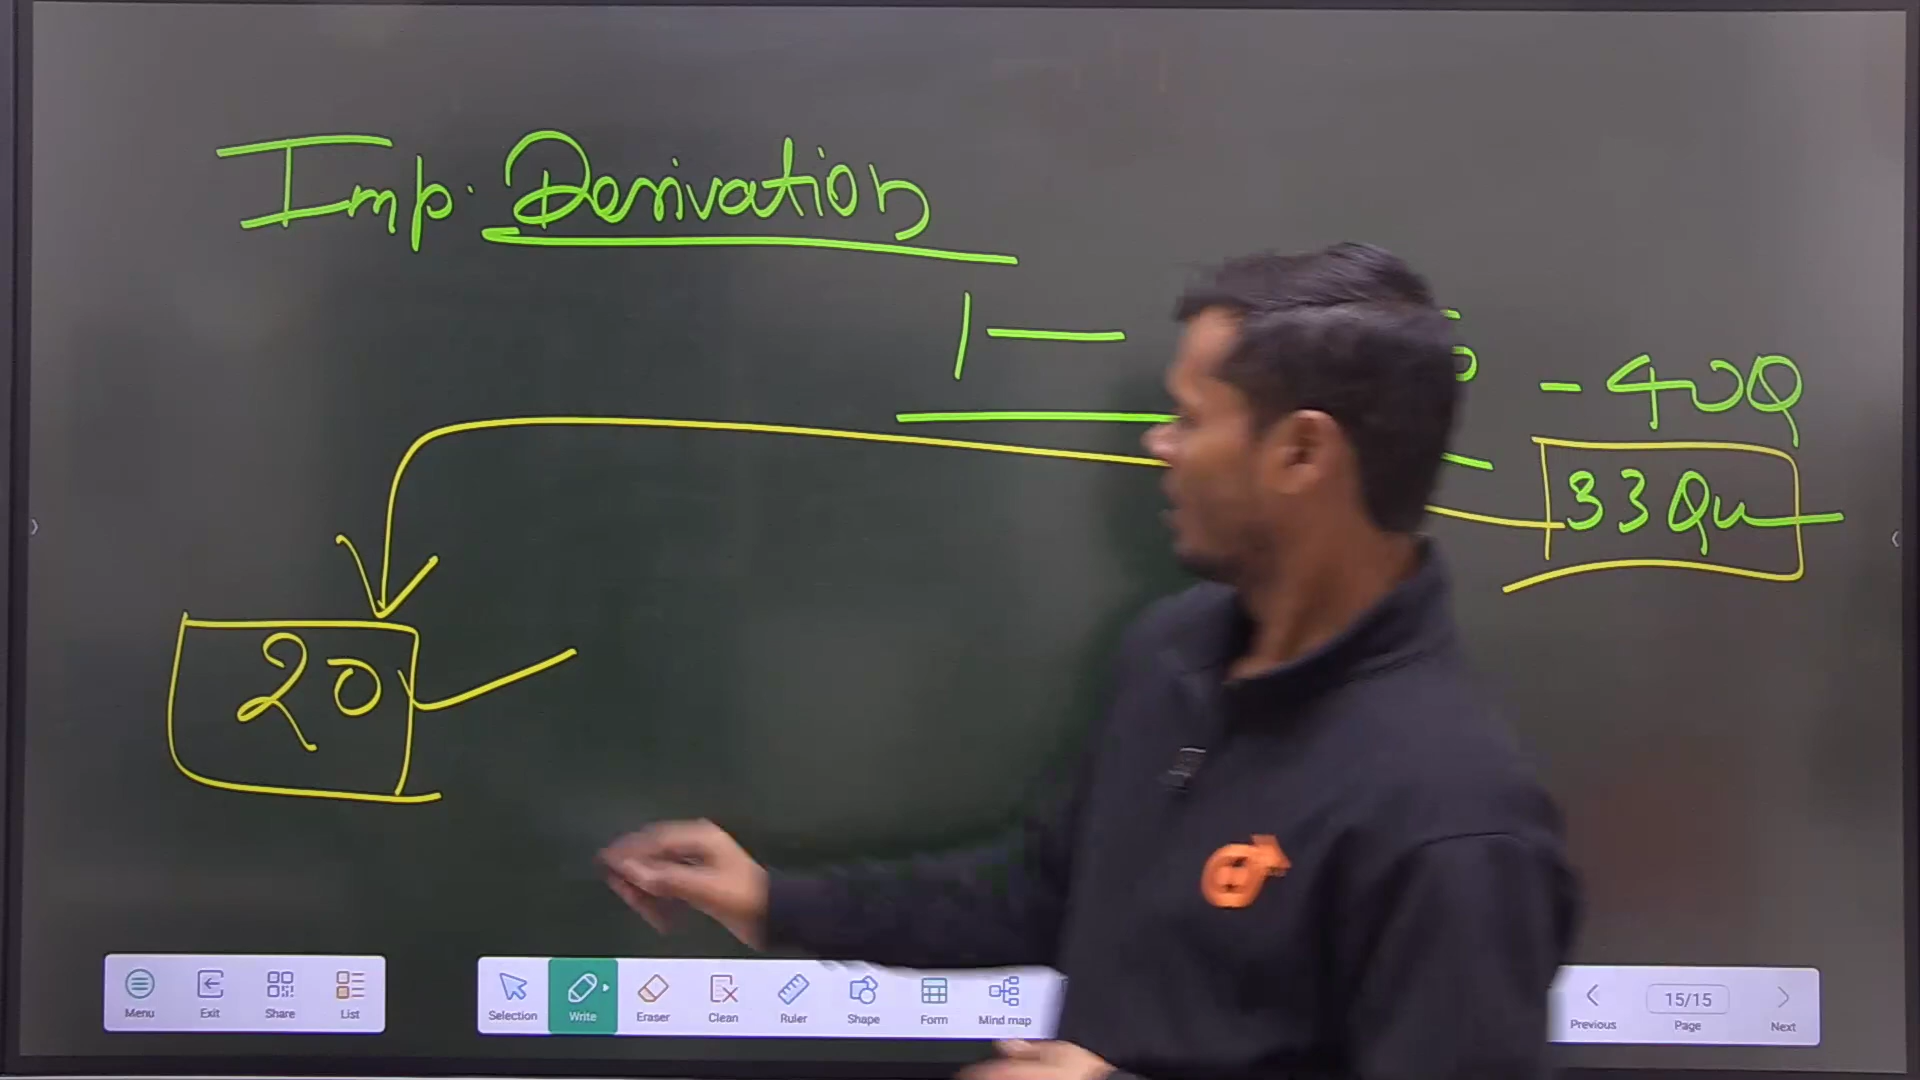 Imp. Derivation
1 —
- 40Q
33 Qu
20
Menu Exit Share List
Selection Write Eraser Clean Ruler Shape Form Mind map
Previous 15/15 Page Next